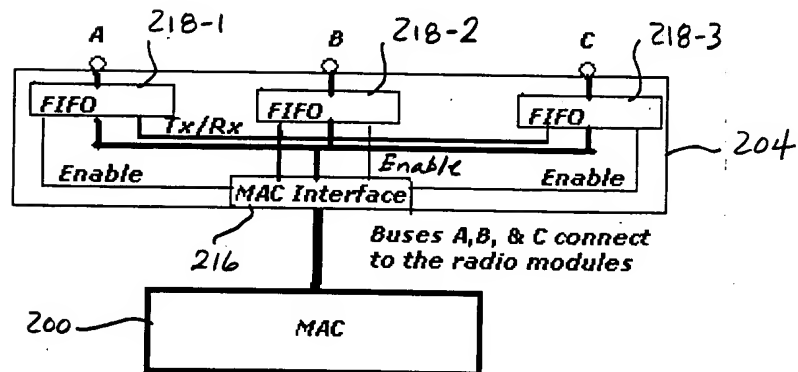 A 218-1 B 218-2 C 218-3
FIFO FIFO FIFO
Tx/Rx
Enable Enable Enable
204
MAC Interface
216
Buses A,B, & C connect
to the radio modules
200
MAC